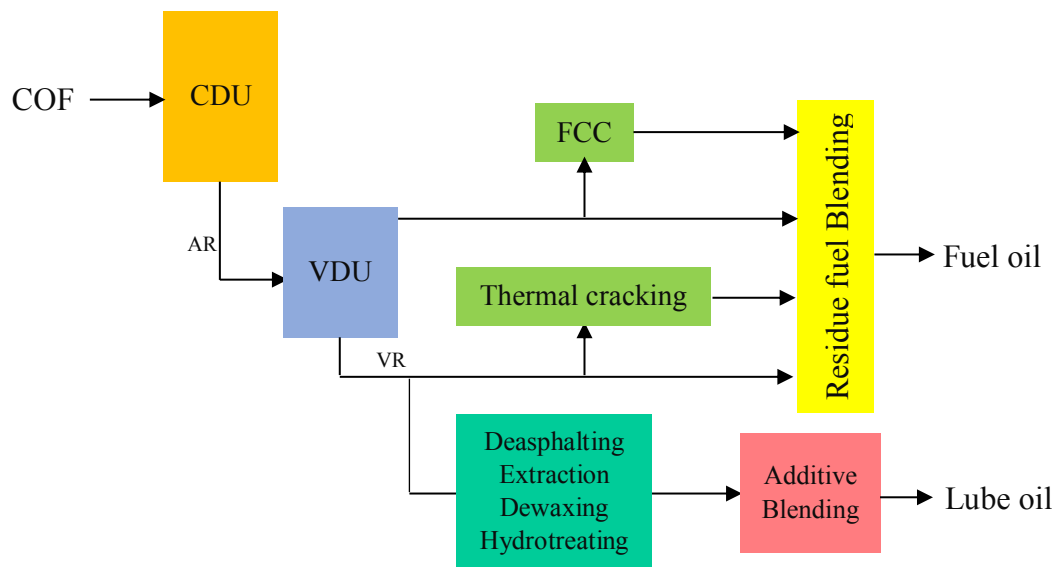 COF
CDU
AR
VDU
FCC
Thermal cracking
VR
Residue fuel Blending
Fuel oil
Deasphalting
Extraction
Dewaxing
Hydrotreating
Additive
Blending
Lube oil